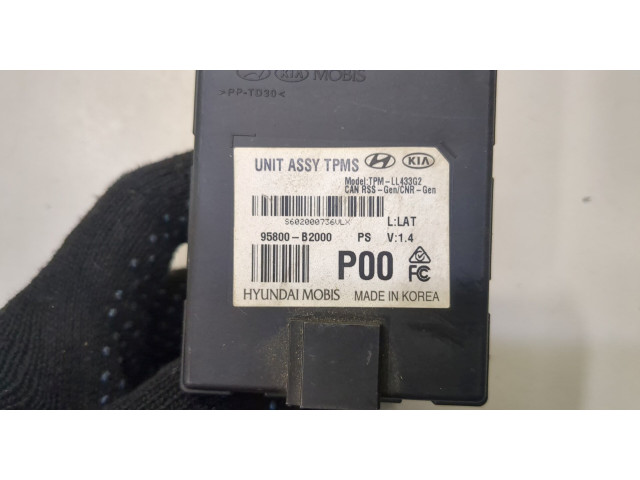 KIA MOBIS
>PP-TD30<
UNIT ASSY TPMS KIA
Model:TPM-LL433G2
CAN RSS-Gen/CNR-Gen
S602000736VLX
L:LAT
95800-B2000 PS V:1.4
P00 FC
HYUNDAI MOBIS MADE IN KOREA